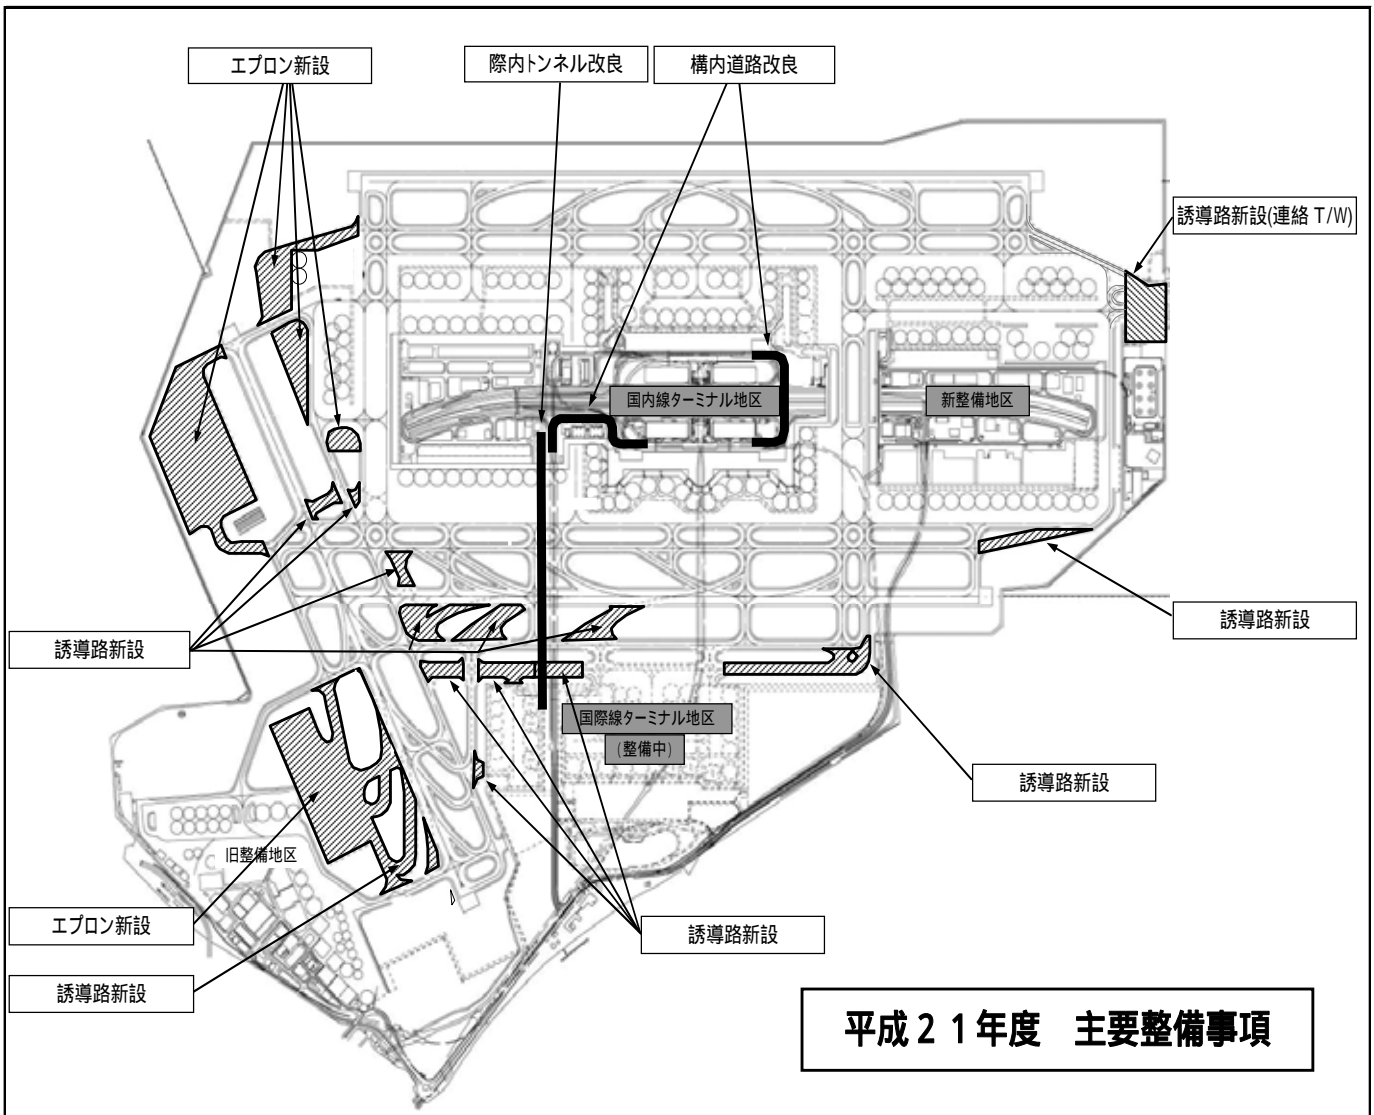 エプロン新設
際内トンネル改良
構内道路改良
誘導路新設(連絡 T/W)
国内線ターミナル地区
新整備地区
誘導路新設
誘導路新設
国際線ターミナル地区
(整備中)
誘導路新設
旧整備地区
エプロン新設
誘導路新設
誘導路新設
平成21年度 主要整備事項